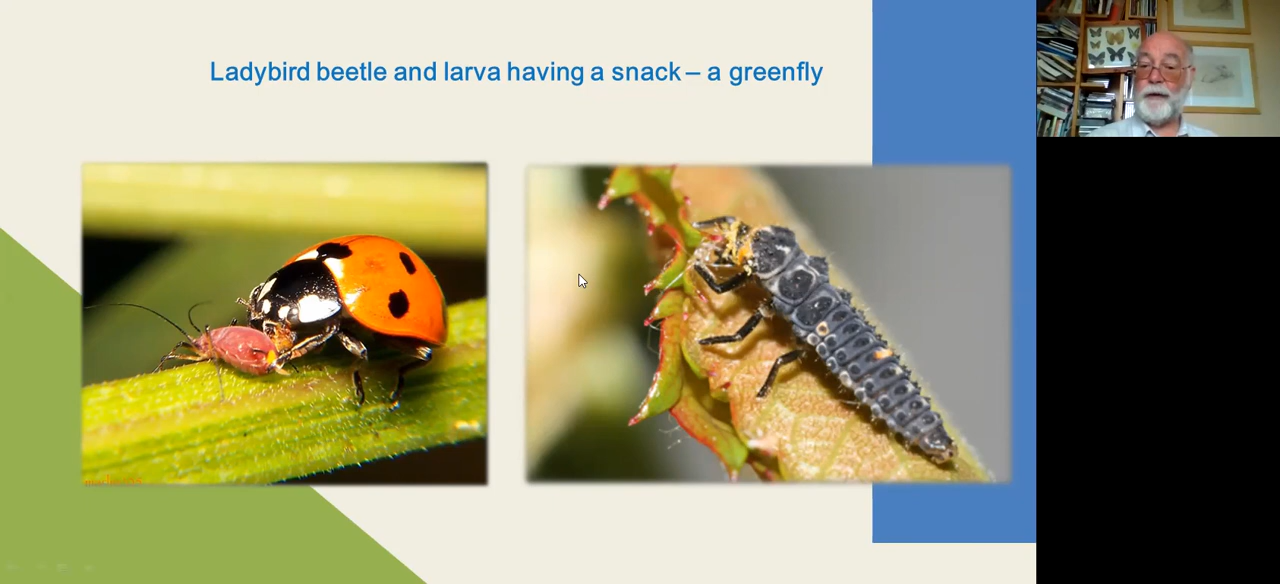 Ladybird beetle and larva having a snack – a greenfly